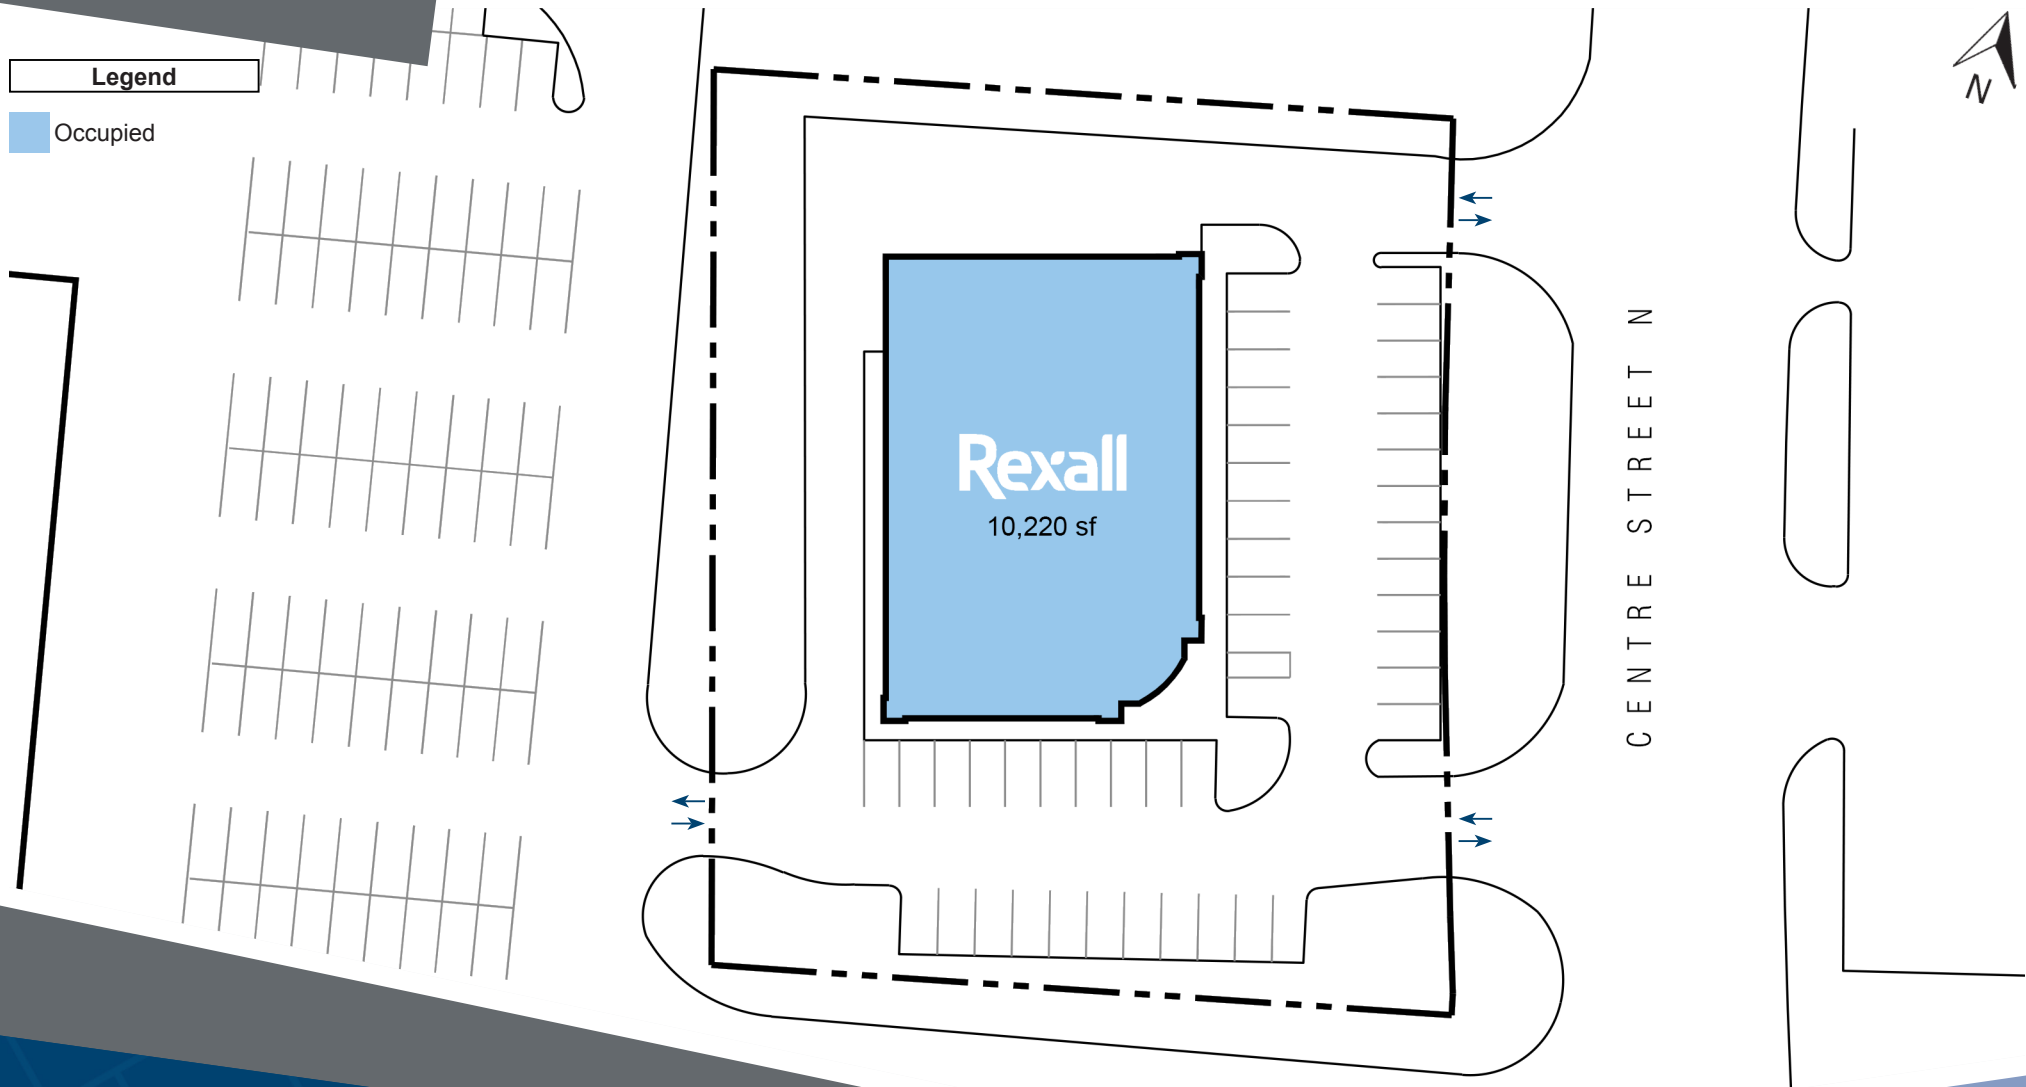 Legend
Occupied
N
Rexall
10,220 sf
CENTRE STREET N